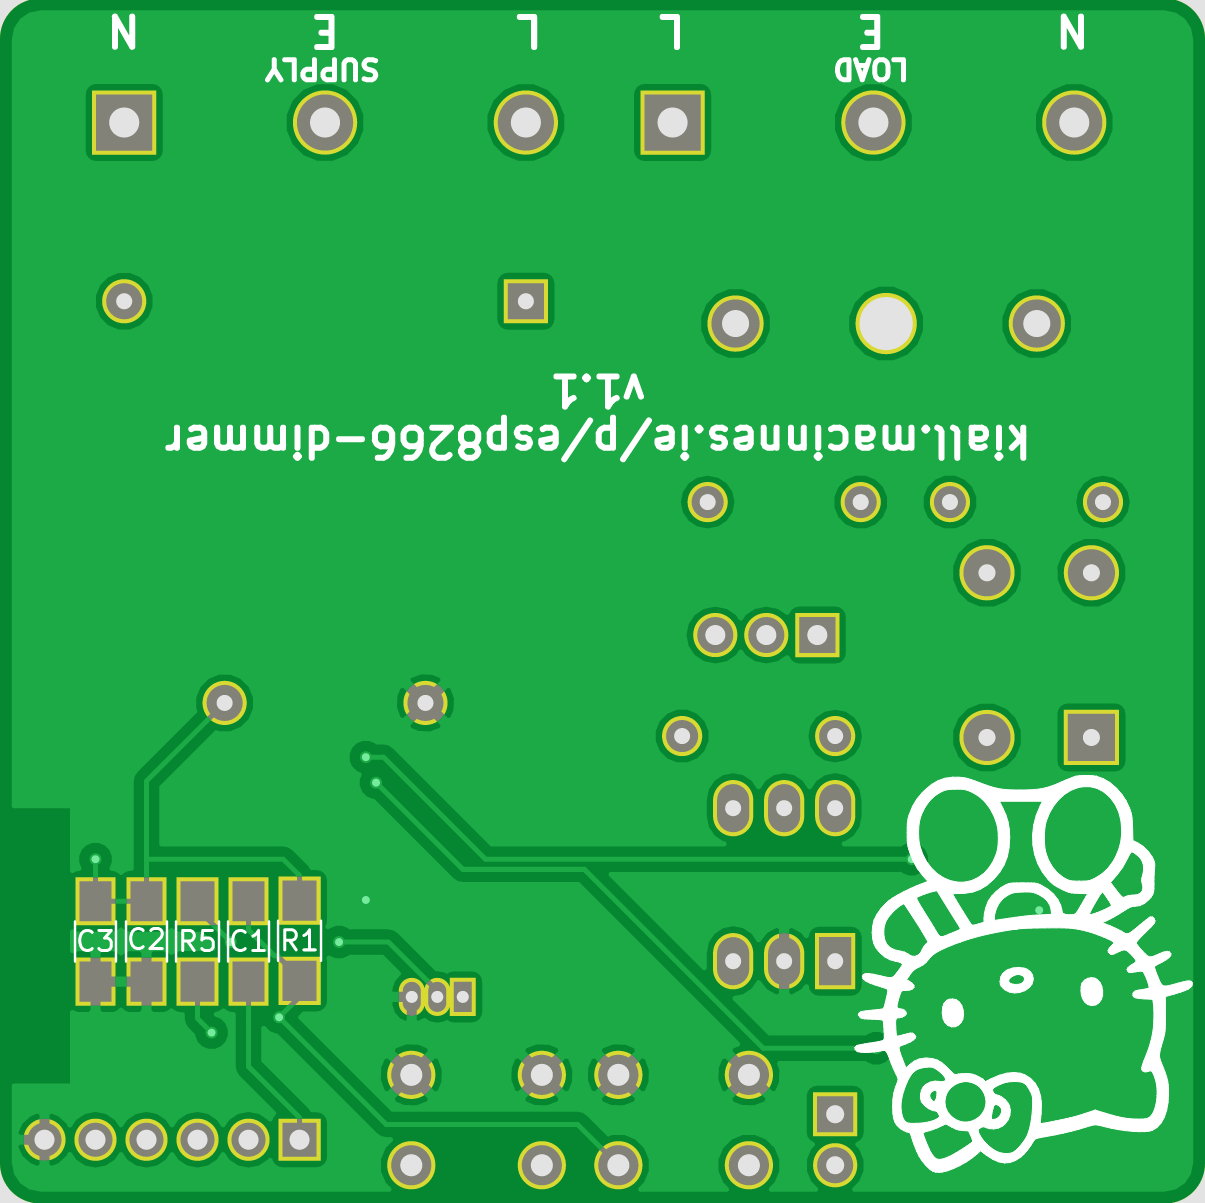 N E L L E N
SUPPLY LOAD
v1.1
kiall.macinnes.ie/p/esp8266-dimmer
C3 C2 R5 C1 R1